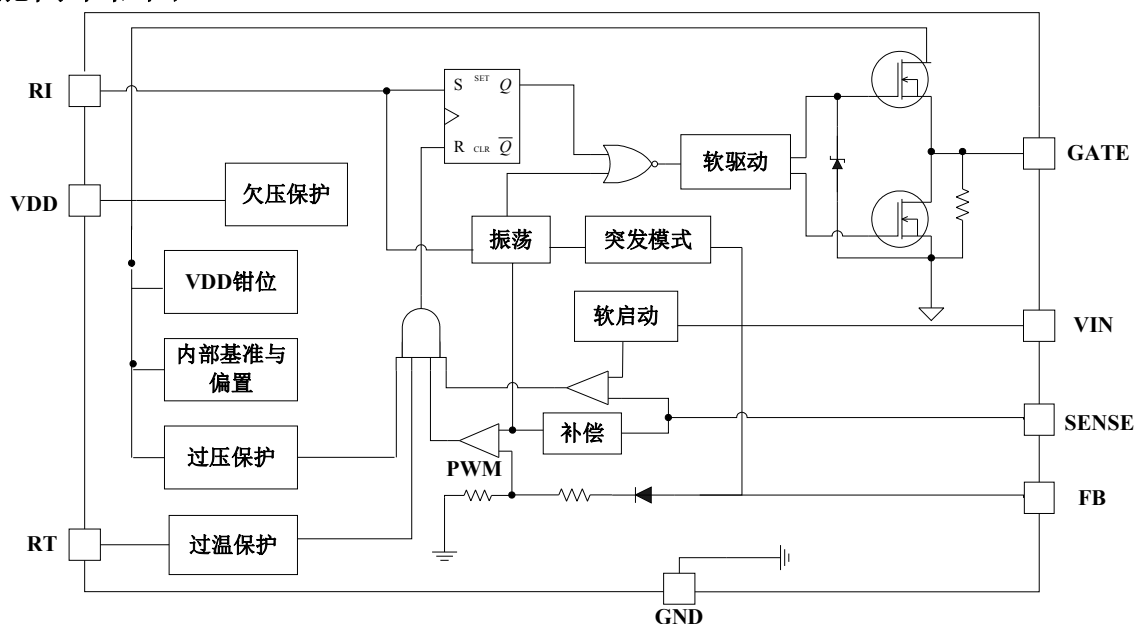 RI
S SET Q
R CLR Q
GATE
软驱动
VDD
欠压保护
振荡
突发模式
VDD钳位
软启动
VIN
内部基准与
偏置
补偿
SENSE
过压保护
PWM
FB
RT
过温保护
GND